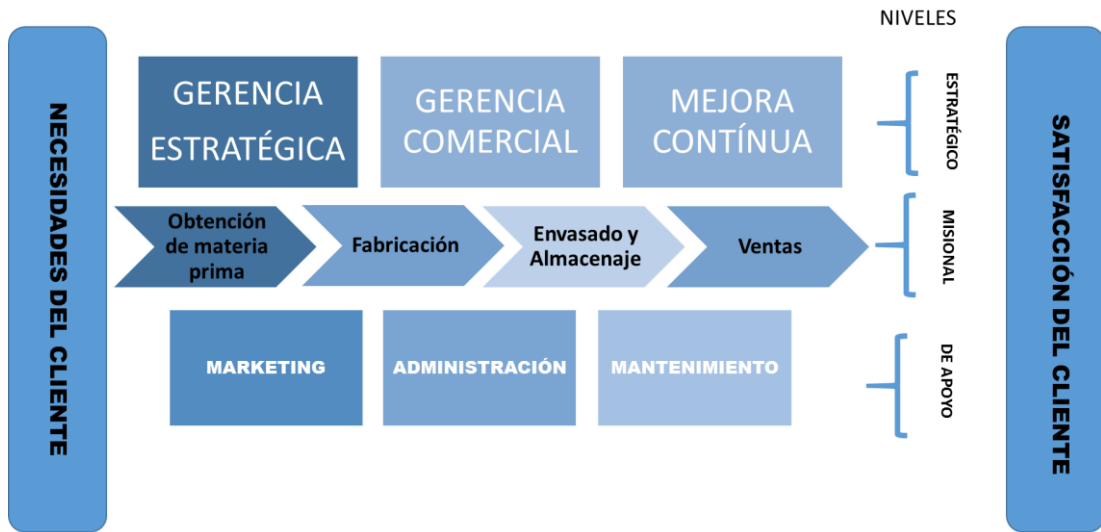 NIVELES
NECESIDADES DEL CLIENTE
GERENCIA
ESTRATÉGICA
GERENCIA
COMERCIAL
MEJORA
CONTÍNUA
ESTRATÉGICO
Obtención
de materia
prima
Fabricación
Envasado y
Almacenaje
Ventas
MISIONAL
MARKETING
ADMINISTRACIÓN
MANTENIMIENTO
DE APOYO
SATISFACCIÓN DEL CLIENTE